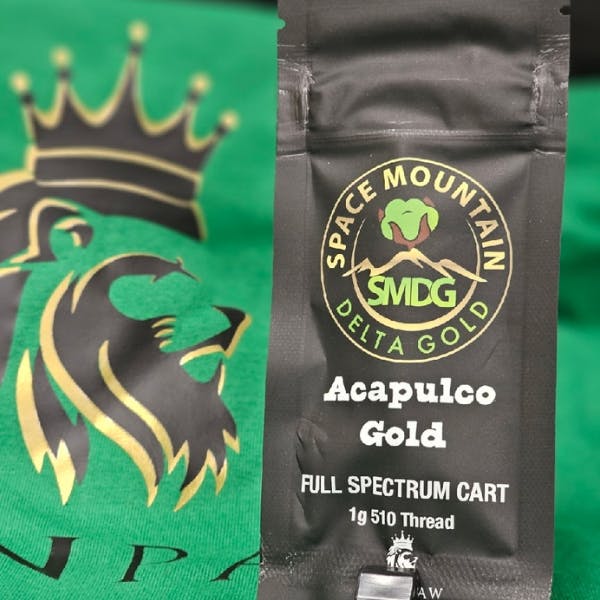 SPACE MOUNTAIN
SMDG
DELTA GOLD
Acapulco
Gold
FULL SPECTRUM CART
1g 510 Thread